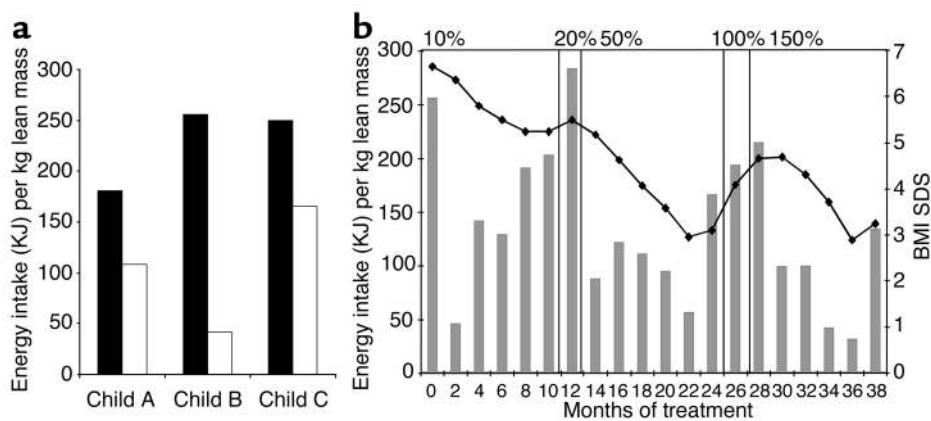 a
Energy intake (KJ) per kg lean mass
300
250
200
150
100
50
0
Child A Child B Child C
b
10% 20% 50% 100% 150%
Energy intake (KJ) per kg lean mass
300
250
200
150
100
50
0
7
6
5
4
3
2
1
0
BMI SDS
0 2 4 6 8 10 12 14 16 18 20 22 24 26 28 30 32 34 36 38
Months of treatment